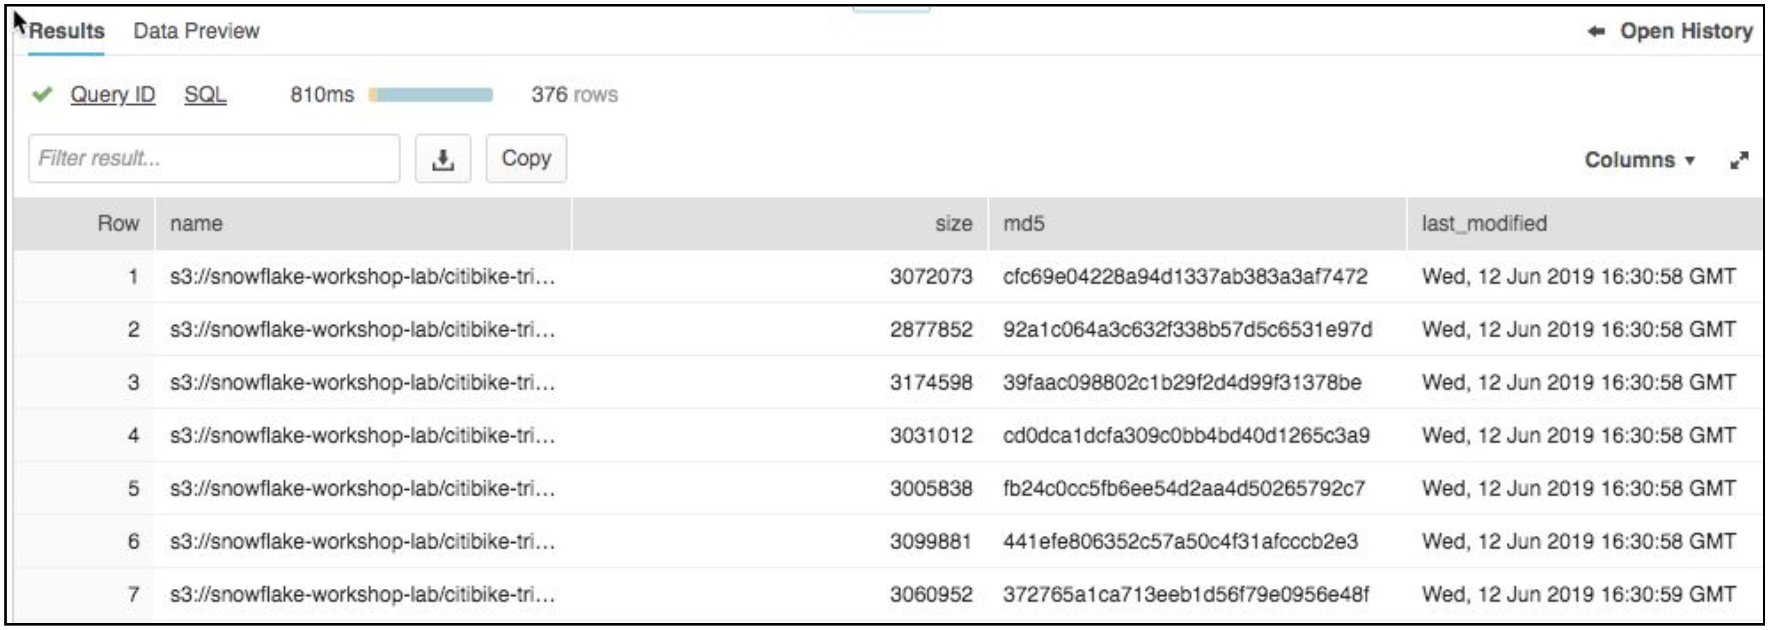 Results Data Preview Open History
Query ID SQL 810ms 376 rows
Filter result... Copy Columns
Row name size md5 last_modified
1 s3://snowflake-workshop-lab/citibike-tri... 3072073 cfc69e04228a94d1337ab383a3af7472 Wed, 12 Jun 2019 16:30:58 GMT
2 s3://snowflake-workshop-lab/citibike-tri... 2877852 92a1c064a3c632f338b57d5c6531e97d Wed, 12 Jun 2019 16:30:58 GMT
3 s3://snowflake-workshop-lab/citibike-tri... 3174598 39faac098802c1b29f2d4d99f31378be Wed, 12 Jun 2019 16:30:58 GMT
4 s3://snowflake-workshop-lab/citibike-tri... 3031012 cd0dca1dcfa309c0bb4bd40d1265c3a9 Wed, 12 Jun 2019 16:30:58 GMT
5 s3://snowflake-workshop-lab/citibike-tri... 3005838 fb24c0cc5fb6ee54d2aa4d50265792c7 Wed, 12 Jun 2019 16:30:58 GMT
6 s3://snowflake-workshop-lab/citibike-tri... 3099881 441efe806352c57a50c4f31afcccb2e3 Wed, 12 Jun 2019 16:30:58 GMT
7 s3://snowflake-workshop-lab/citibike-tri... 3060952 372765a1ca713eeb1d56f79e0956e48f Wed, 12 Jun 2019 16:30:59 GMT